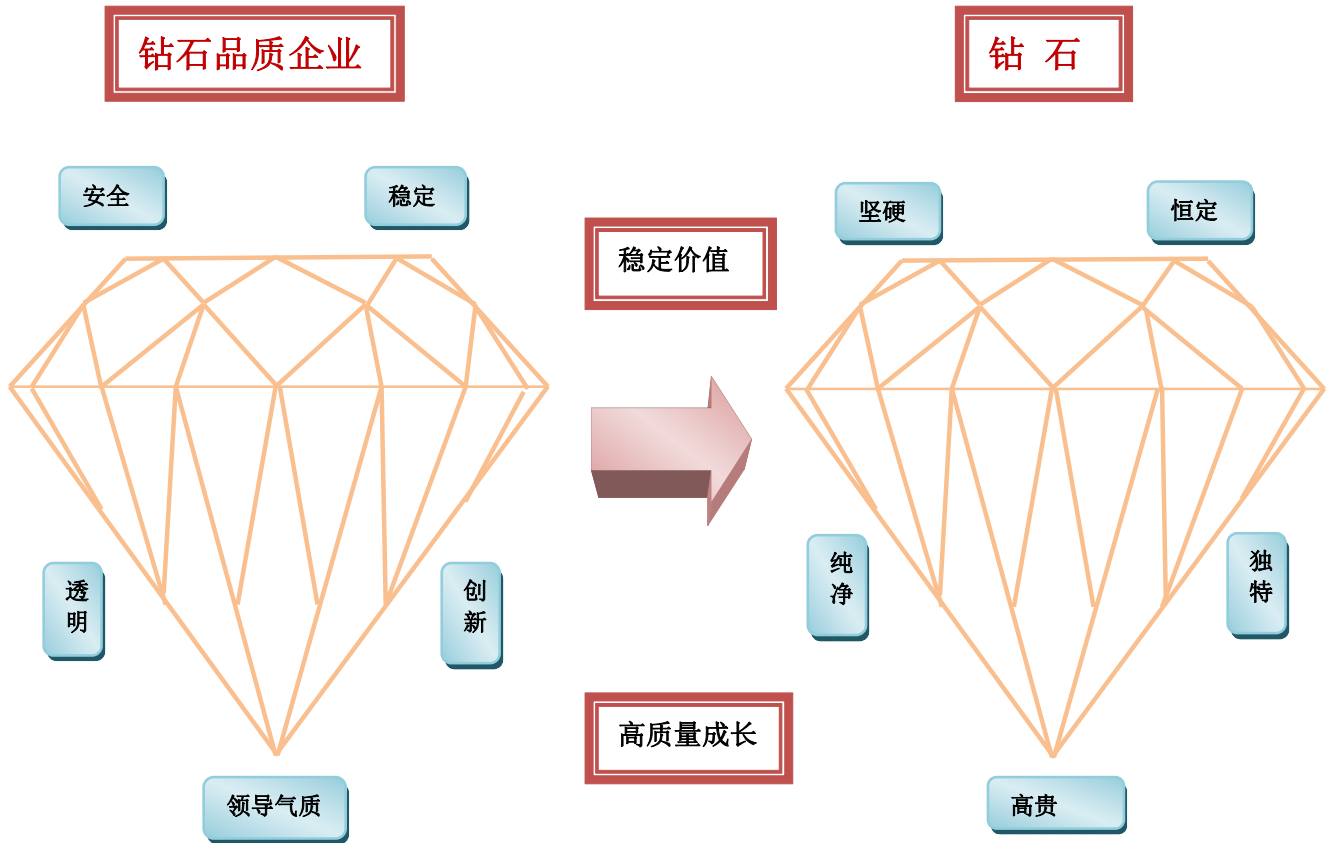 钻石品质企业
钻 石
安全
稳定
坚硬
恒定
稳定价值
透
明
创
新
纯
净
独
特
高质量成长
领导气质
高贵